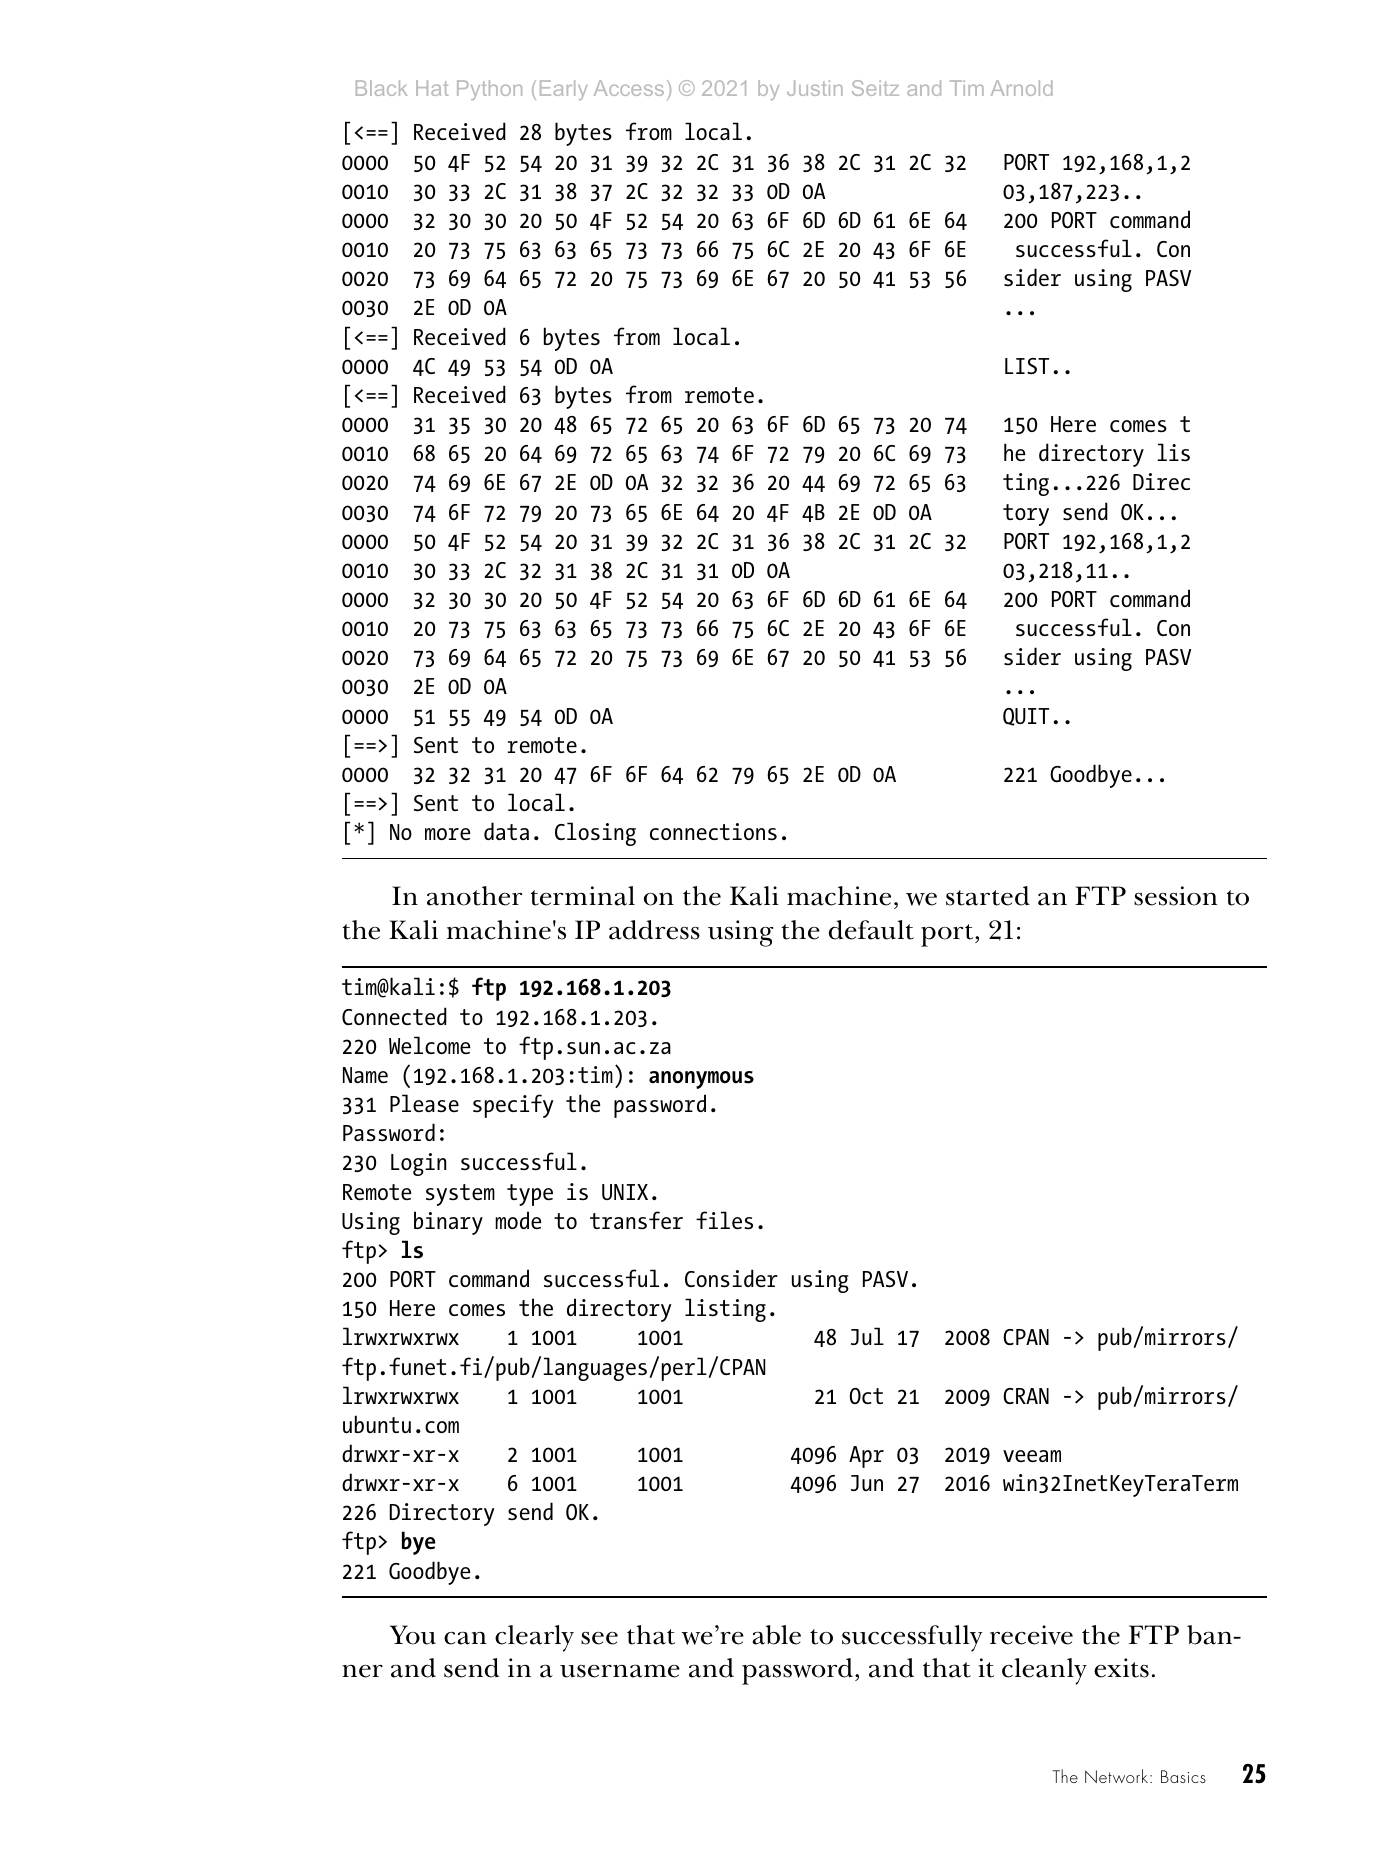 Black Hat Python (Early Access) © 2021 by Justin Seitz and Tim Arnold
[<==] Received 28 bytes from local.
0000  50 4F 52 54 20 31 39 32 2C 31 36 38 2C 31 2C 32   PORT 192,168,1,2
0010  30 33 2C 31 38 37 2C 32 32 33 0D 0A               03,187,223..
0000  32 30 30 20 50 4F 52 54 20 63 6F 6D 6D 61 6E 64   200 PORT command
0010  20 73 75 63 63 65 73 73 66 75 6C 2E 20 43 6F 6E    successful. Con
0020  73 69 64 65 72 20 75 73 69 6E 67 20 50 41 53 56   sider using PASV
0030  2E 0D 0A                                          ...
[<==] Received 6 bytes from local.
0000  4C 49 53 54 0D 0A                                 LIST..
[<==] Received 63 bytes from remote.
0000  31 35 30 20 48 65 72 65 20 63 6F 6D 65 73 20 74   150 Here comes t
0010  68 65 20 64 69 72 65 63 74 6F 72 79 20 6C 69 73   he directory lis
0020  74 69 6E 67 2E 0D 0A 32 32 36 20 44 69 72 65 63   ting...226 Direc
0030  74 6F 72 79 20 73 65 6E 64 20 4F 4B 2E 0D 0A      tory send OK...
0000  50 4F 52 54 20 31 39 32 2C 31 36 38 2C 31 2C 32   PORT 192,168,1,2
0010  30 33 2C 32 31 38 2C 31 31 0D 0A                  03,218,11..
0000  32 30 30 20 50 4F 52 54 20 63 6F 6D 6D 61 6E 64   200 PORT command
0010  20 73 75 63 63 65 73 73 66 75 6C 2E 20 43 6F 6E    successful. Con
0020  73 69 64 65 72 20 75 73 69 6E 67 20 50 41 53 56   sider using PASV
0030  2E 0D 0A                                          ...
0000  51 55 49 54 0D 0A                                 QUIT..
[==>] Sent to remote.
0000  32 32 31 20 47 6F 6F 64 62 79 65 2E 0D 0A         221 Goodbye...
[==>] Sent to local.
[*] No more data. Closing connections.
In another terminal on the Kali machine, we started an FTP session to
the Kali machine's IP address using the default port, 21:
tim@kali:$ ftp 192.168.1.203
Connected to 192.168.1.203.
220 Welcome to ftp.sun.ac.za
Name (192.168.1.203:tim): anonymous
331 Please specify the password.
Password:
230 Login successful.
Remote system type is UNIX.
Using binary mode to transfer files.
ftp> ls
200 PORT command successful. Consider using PASV.
150 Here comes the directory listing.
lrwxrwxrwx    1 1001     1001           48 Jul 17  2008 CPAN -> pub/mirrors/
ftp.funet.fi/pub/languages/perl/CPAN
lrwxrwxrwx    1 1001     1001           21 Oct 21  2009 CRAN -> pub/mirrors/
ubuntu.com
drwxr-xr-x    2 1001     1001         4096 Apr 03  2019 veeam
drwxr-xr-x    6 1001     1001         4096 Jun 27  2016 win32InetKeyTeraTerm
226 Directory send OK.
ftp> bye
221 Goodbye.
You can clearly see that we’re able to successfully receive the FTP ban-
ner and send in a username and password, and that it cleanly exits.
The Network: Basics   25